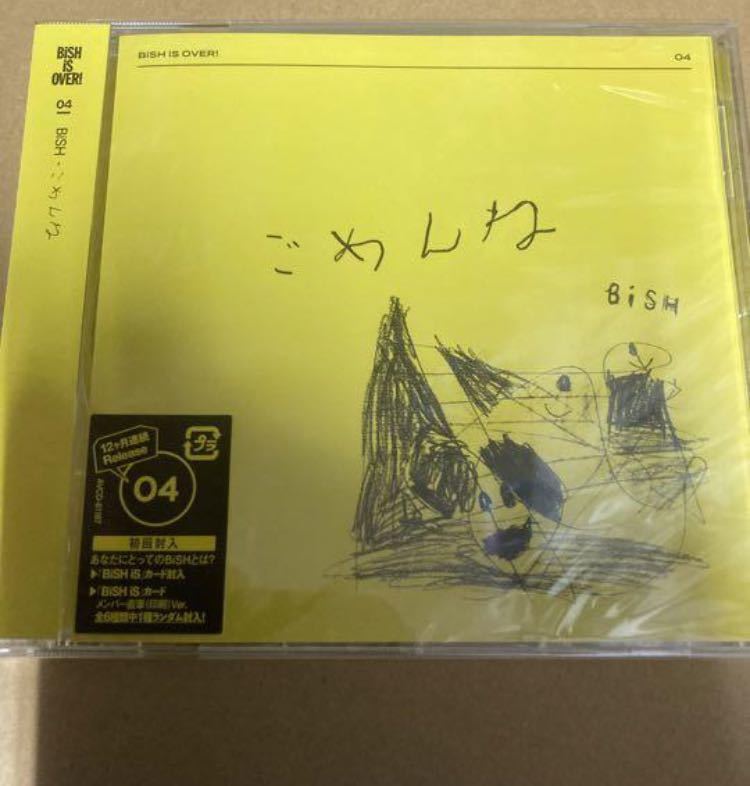 BiSH
iS
OVER!
04
BiSH・ごめんね
BiSH iS OVER!
04
ごめんね
BiSH
12ヶ月連続
Release
プラ
04
初回封入
あなたにとってのBiSHとは?
▶「BiSH iS」カード封入
▶「BiSH iS」カード
メンバー直筆(印刷)Ver.
全6種類中1種ランダム封入!